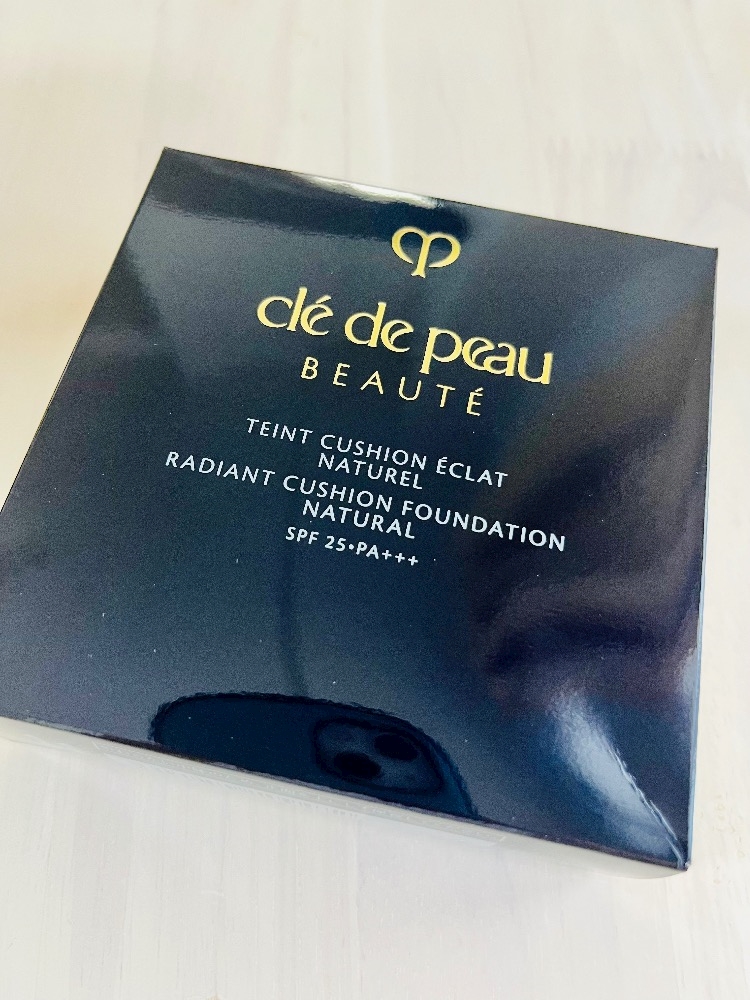 clé de peau
BEAUTÉ
TEINT CUSHION ÉCLAT
NATUREL
RADIANT CUSHION FOUNDATION
NATURAL
SPF 25•PA+++